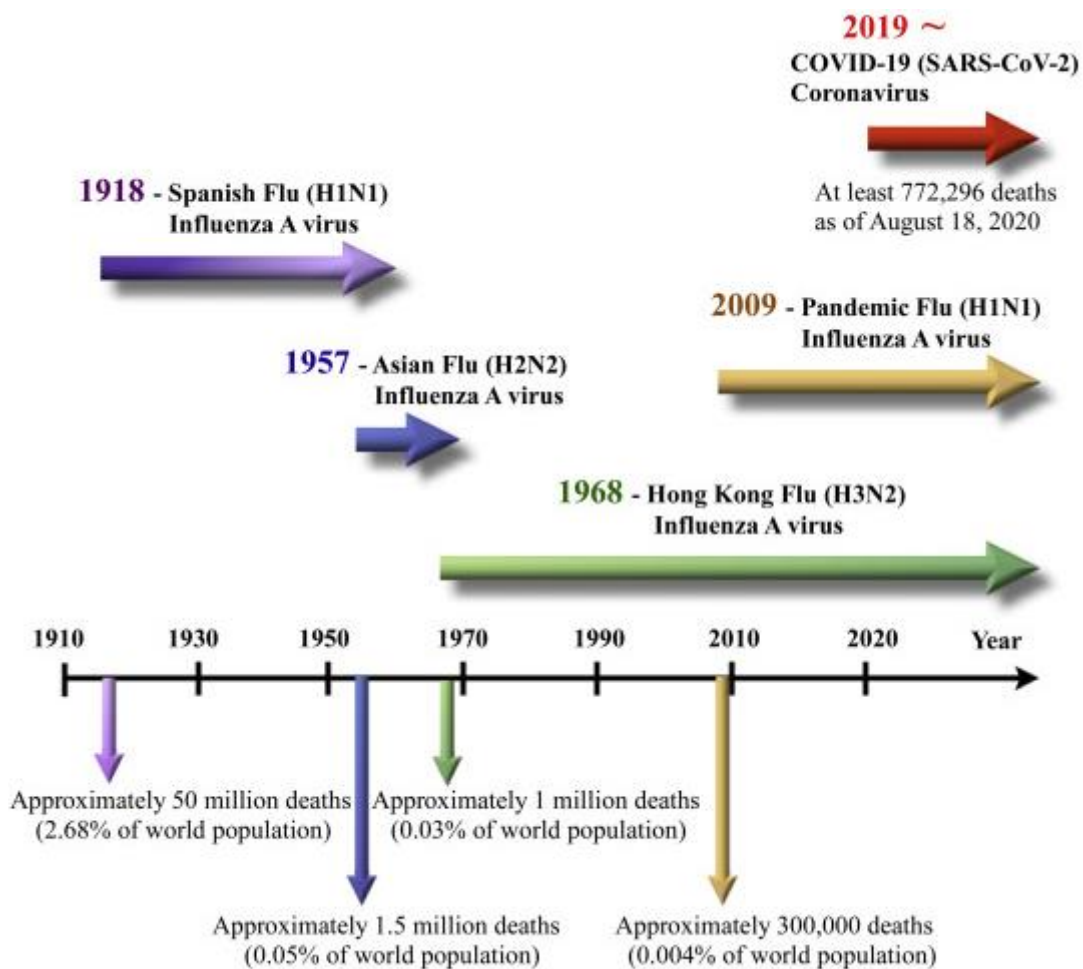 2019 ~
COVID-19 (SARS-CoV-2)
Coronavirus
At least 772,296 deaths
as of August 18, 2020
1918 - Spanish Flu (H1N1)
Influenza A virus
2009 - Pandemic Flu (H1N1)
Influenza A virus
1957 - Asian Flu (H2N2)
Influenza A virus
1968 - Hong Kong Flu (H3N2)
Influenza A virus
1910 1930 1950 1970 1990 2010 2020 Year
Approximately 50 million deaths
(2.68% of world population)
Approximately 1 million deaths
(0.03% of world population)
Approximately 1.5 million deaths
(0.05% of world population)
Approximately 300,000 deaths
(0.004% of world population)